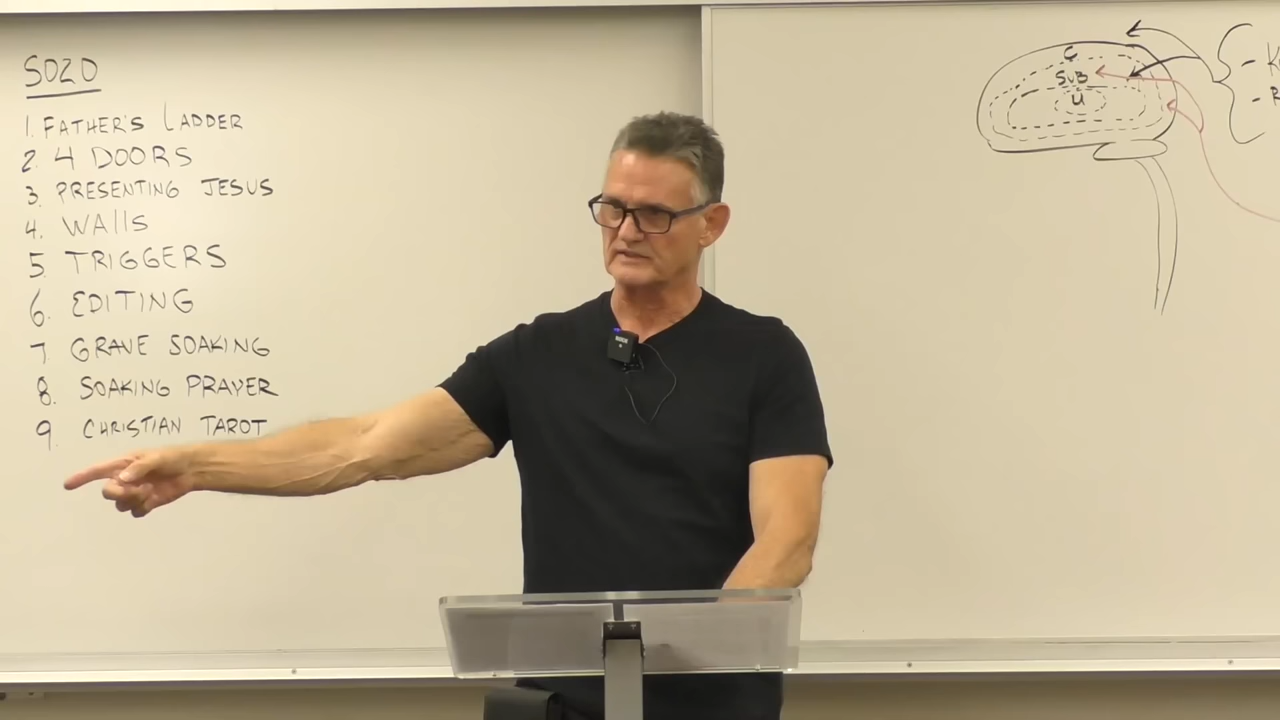 SOZO
1. FATHER'S LADDER
2. 4 DOORS
3. PRESENTING JESUS
4. WALLS
5 TRIGGERS
6. EDITING
7 GRAVE SOAKING
8. SOAKING PRAYER
9. CHRISTIAN TAROT
C
SUB
U